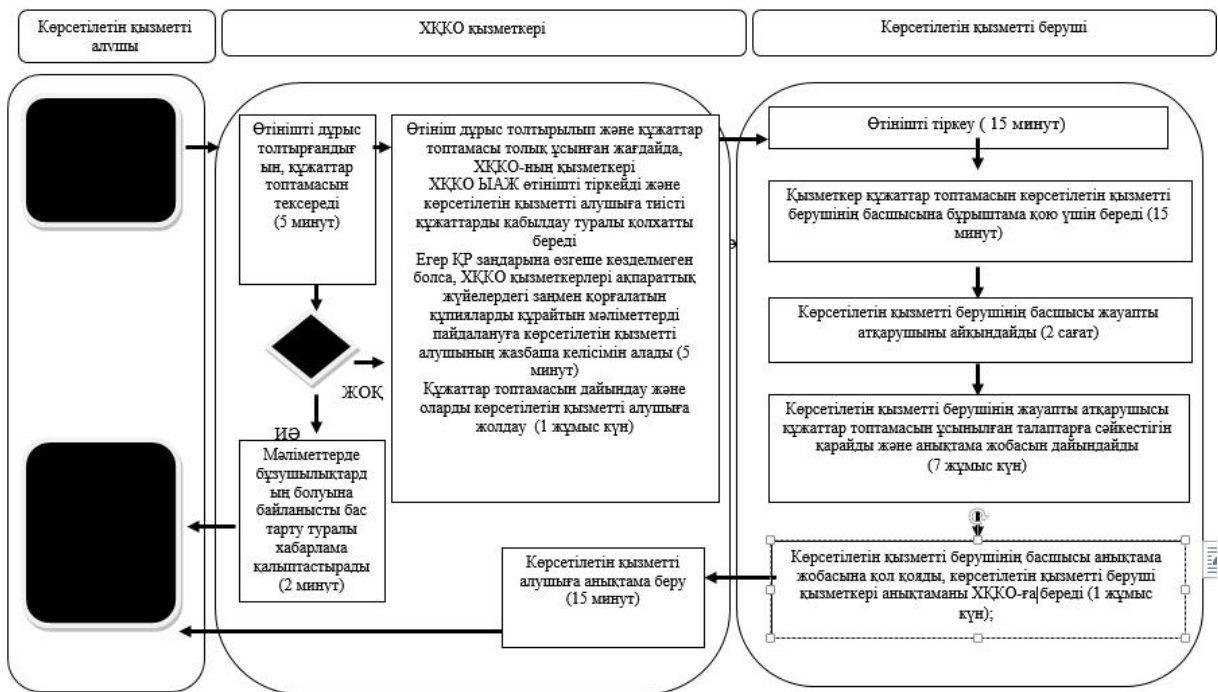 Көрсетілетін қызметті
алушы
ХҚКО қызметкері
Көрсетілетін қызметті беруші
Өтінішті дұрыс
толтырғандығ
ын, құжаттар
топтамасын
тексереді
(5 минут)
ЖОҚ
ИӘ
Мәліметтерде
бұзушылықтард
ың болуына
байланысты бас
тарту туралы
хабарлама
қалыптастырады
(2 минут)
Өтініш дұрыс толтырылып және құжаттар
топтамасы толық ұсынған жағдайда,
ХҚКО-ның қызметкері
ХҚКО ЫАЖ өтінішті тіркейді және
көрсетілетін қызметті алушыға тиісті
құжаттарды қабылдау туралы қолхатты
береді
Егер ҚР заңдарына өзгеше көзделмеген
болса, ХҚКО қызметкерлері ақпараттық
жүйелердегі заңмен қорғалатын
құпияларды құрайтын мәліметтерді
пайдалануға көрсетілетін қызметті
алушының жазбаша келісімін алады (5
минут)
Құжаттар топтамасын дайындау және
оларды көрсетілетін қызметті алушыға
жолдау (1 жұмыс күн)
Өтінішті тіркеу ( 15 минут)
Қызметкер құжаттар топтамасын көрсетілетін қызметті
берушінің басшысына бұрыштама қою үшін береді (15
минут)
Көрсетілетін қызметті берушінің басшысы жауапты
атқарушыны айқындайды (2 сағат)
Көрсетілетін қызметті берушінің жауапты атқарушысы
құжаттар топтамасын ұсынылған талаптарға сәйкестігін
қарайды және анықтама жобасын дайындайды
(7 жұмыс күн)
Көрсетілетін қызметті берушінің басшысы анықтама
жобасына қол қояды, көрсетілетін қызметті беруші
қызметкері анықтаманы ХҚКО-ға береді (1 жұмыс
күн);
Көрсетілетін қызметті
алушыға анықтама беру
(15 минут)